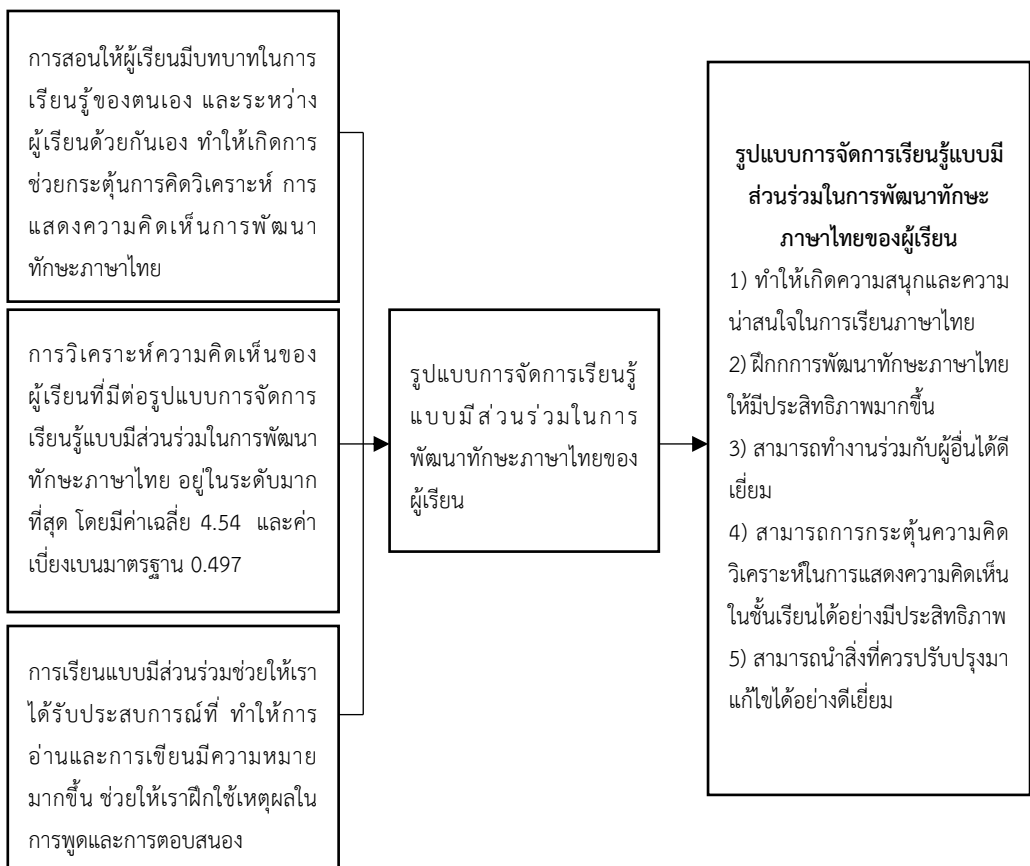 การสอนให้ผู้เรียนมีบทบาทในการ
เรียนรู้ของตนเอง และระหว่าง
ผู้เรียนด้วยกันเอง ทำให้เกิดการ
ช่วยกระตุ้นการคิดวิเคราะห์ การ
แสดงความคิดเห็นการพัฒนา
ทักษะภาษาไทย
การวิเคราะห์ความคิดเห็นของ
ผู้เรียนที่มีต่อรูปแบบการจัดการ
เรียนรู้แบบมีส่วนร่วมในการพัฒนา
ทักษะภาษาไทย อยู่ในระดับมาก
ที่สุด โดยมีค่าเฉลี่ย 4.54 และค่า
เบี่ยงเบนมาตรฐาน 0.497
การเรียนแบบมีส่วนร่วมช่วยให้เรา
ได้รับประสบการณ์ที่ ทำให้การ
อ่านและการเขียนมีความหมาย
มากขึ้น ช่วยให้เราฝึกใช้เหตุผลใน
การพูดและการตอบสนอง
รูปแบบการจัดการเรียนรู้
แบบมีส่วนร่วมในการ
พัฒนาทักษะภาษาไทยของ
ผู้เรียน
รูปแบบการจัดการเรียนรู้แบบมี
ส่วนร่วมในการพัฒนาทักษะ
ภาษาไทยของผู้เรียน
1) ทำให้เกิดความสนุกและความ
น่าสนใจในการเรียนภาษาไทย
2) ฝึกกการพัฒนาทักษะภาษาไทย
ให้มีประสิทธิภาพมากขึ้น
3) สามารถทำงานร่วมกับผู้อื่นได้ดี
เยี่ยม
4) สามารถการกระตุ้นความคิด
วิเคราะห์ในการแสดงความคิดเห็น
ในชั้นเรียนได้อย่างมีประสิทธิภาพ
5) สามารถนำสิ่งที่ควรปรับปรุงมา
แก้ไขได้อย่างดีเยี่ยม